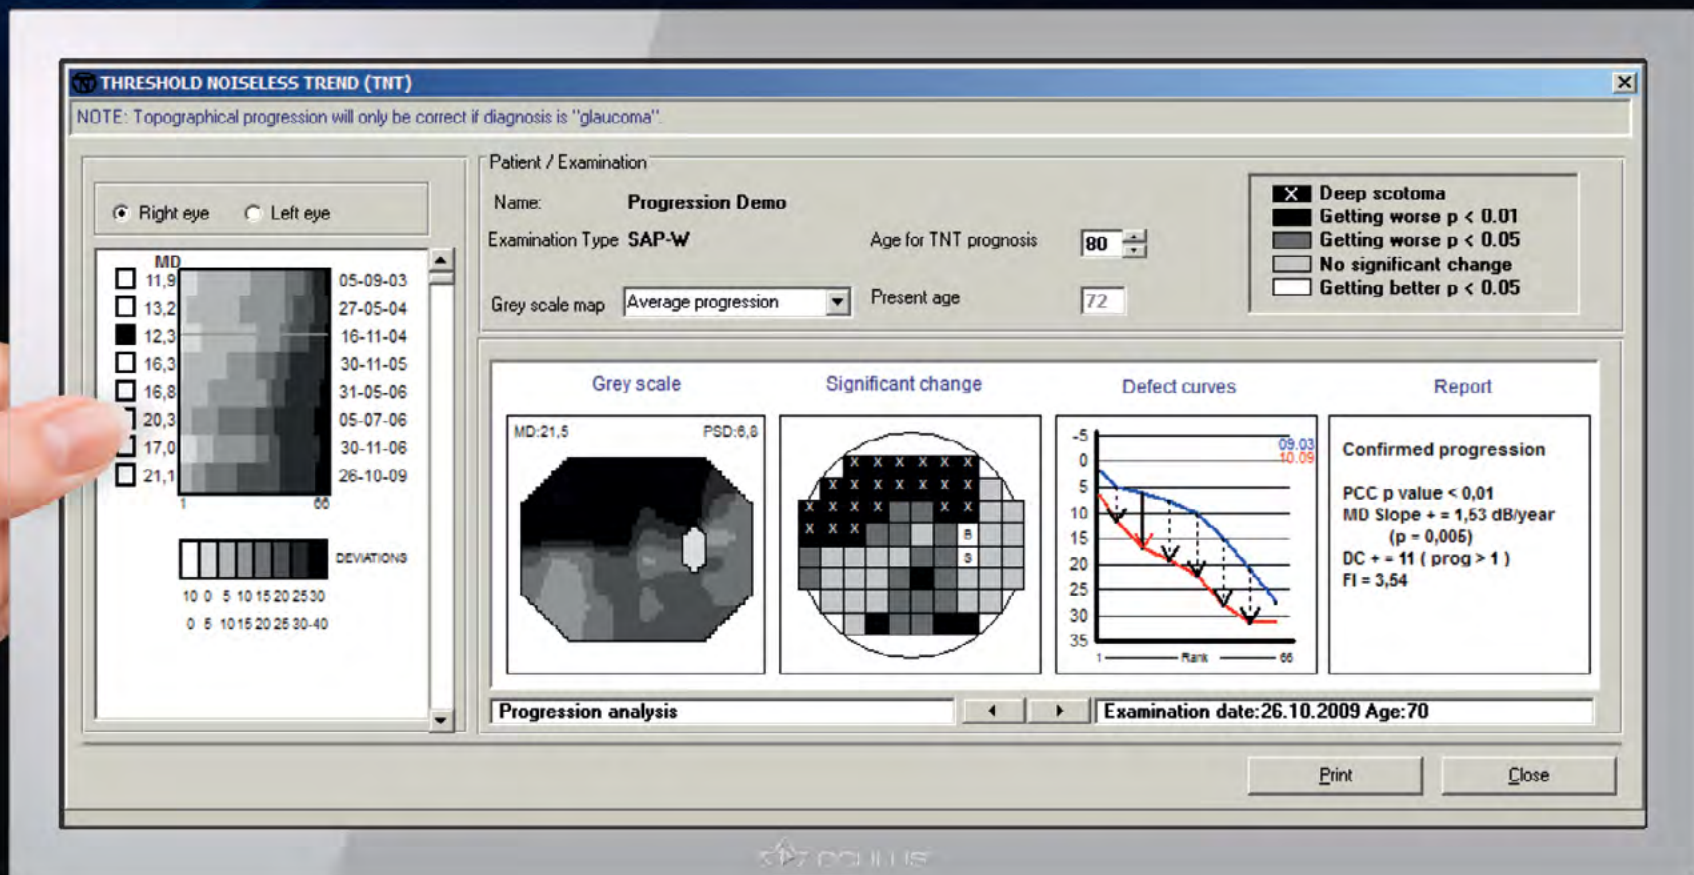 THRESHOLD NOISELESS TREND (TNT)
NOTE: Topographical progression will only be correct if diagnosis is "glaucoma".
Right eye Left eye
MD
11,9 05-09-03
13,2 27-05-04
12,3 16-11-04
16,3 30-11-05
16,8 31-05-06
20,3 05-07-06
17,0 30-11-06
21,1 26-10-09
1 66
DEVIATIONS
10 0 5 10 15 20 25 30
0 5 10 15 20 25 30-40
Patient / Examination
Name: Progression Demo
Examination Type SAP-W
Age for TNT prognosis 80
Grey scale map Average progression
Present age 72
X Deep scotoma
Getting worse p < 0.01
Getting worse p < 0.05
No significant change
Getting better p < 0.05
Grey scale
MD:21,5 PSD:6,8
Significant change
X X X X X X
X X X X X X X
X X X X X X
X X X
B
S
Defect curves
09.03
10.09
-5
0
5
10
15
20
25
30
35
1 Rank 66
Report
Confirmed progression
PCC p value < 0,01
MD Slope + = 1,53 dB/year
(p = 0,005)
DC + = 11 ( prog > 1 )
FI = 3,54
Progression analysis
Examination date:26.10.2009 Age:70
Print
Close
OCULUS